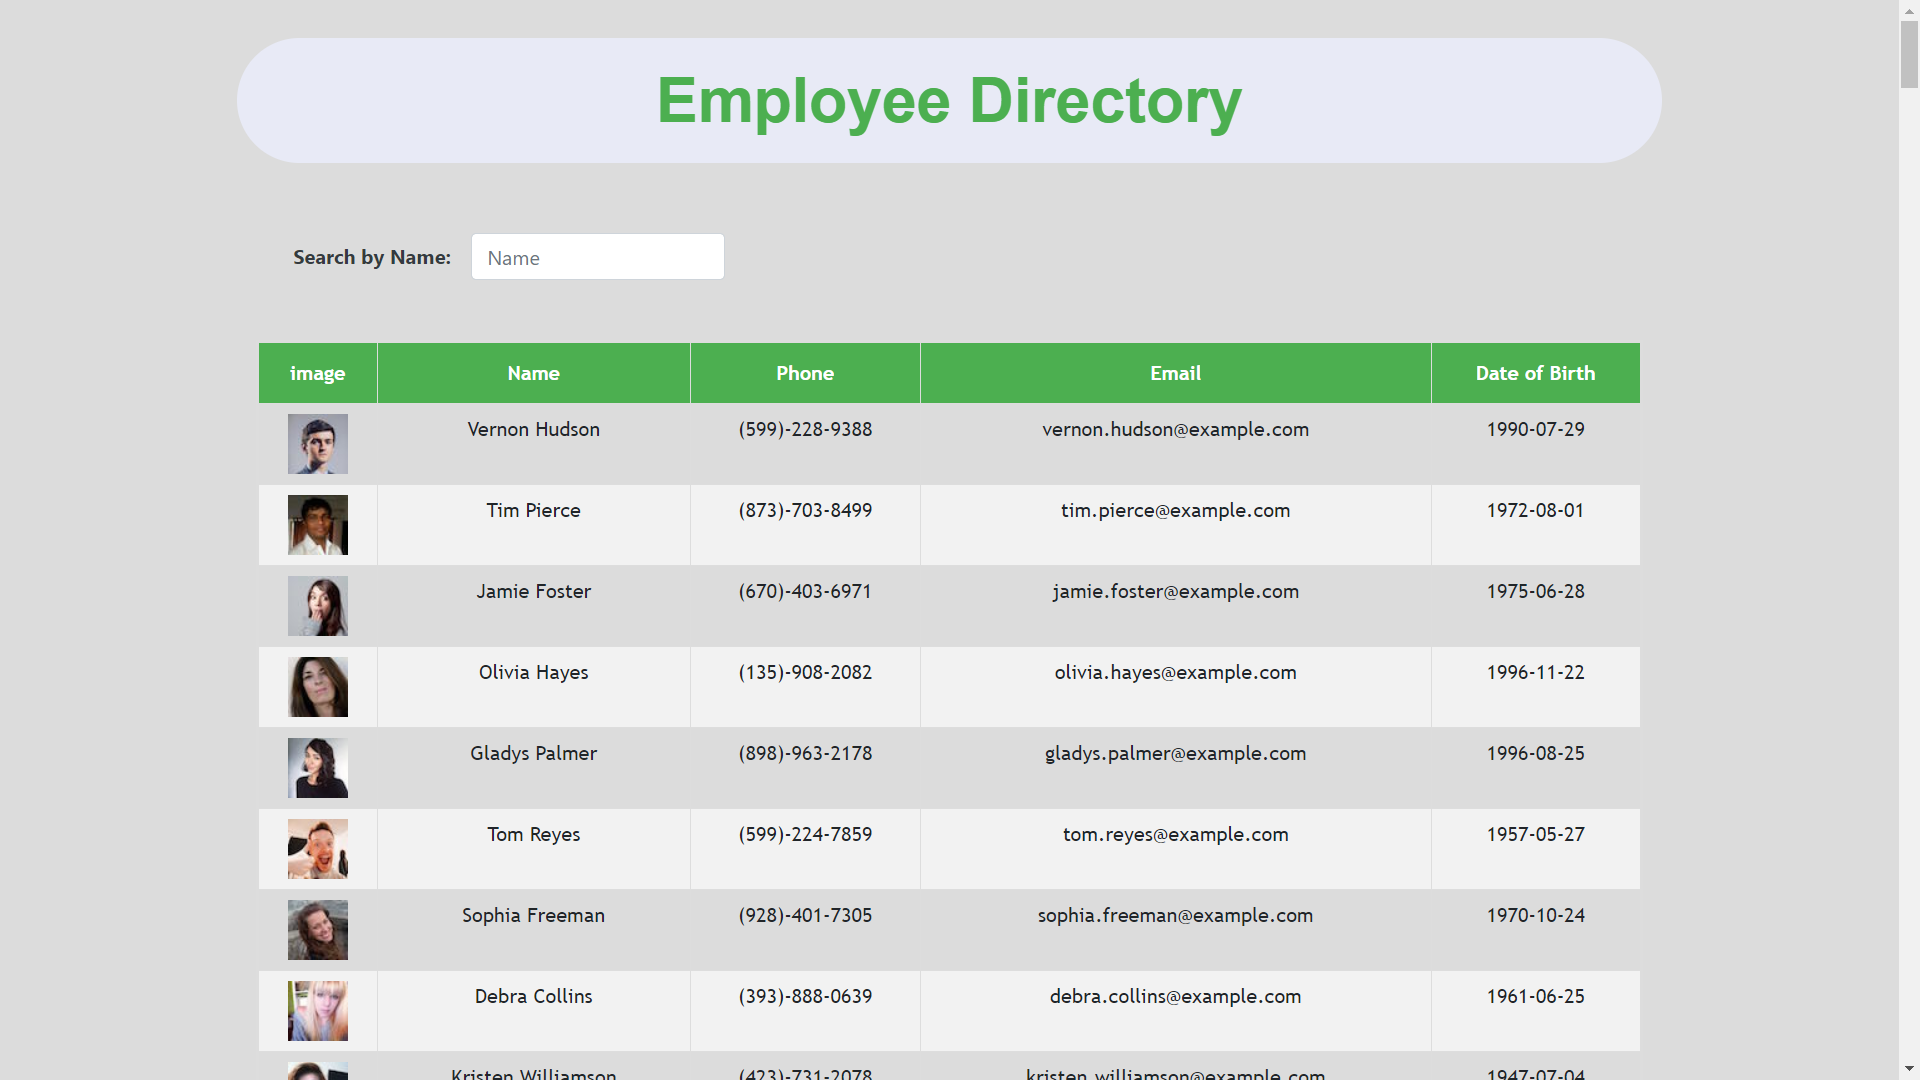 Employee Directory
Search by Name: Name
image Name Phone Email Date of Birth
Vernon Hudson (599)-228-9388 vernon.hudson@example.com 1990-07-29
Tim Pierce (873)-703-8499 tim.pierce@example.com 1972-08-01
Jamie Foster (670)-403-6971 jamie.foster@example.com 1975-06-28
Olivia Hayes (135)-908-2082 olivia.hayes@example.com 1996-11-22
Gladys Palmer (898)-963-2178 gladys.palmer@example.com 1996-08-25
Tom Reyes (599)-224-7859 tom.reyes@example.com 1957-05-27
Sophia Freeman (928)-401-7305 sophia.freeman@example.com 1970-10-24
Debra Collins (393)-888-0639 debra.collins@example.com 1961-06-25
Kristen Williamson (423)-731-2078 kristen.williamson@example.com 1947-07-04